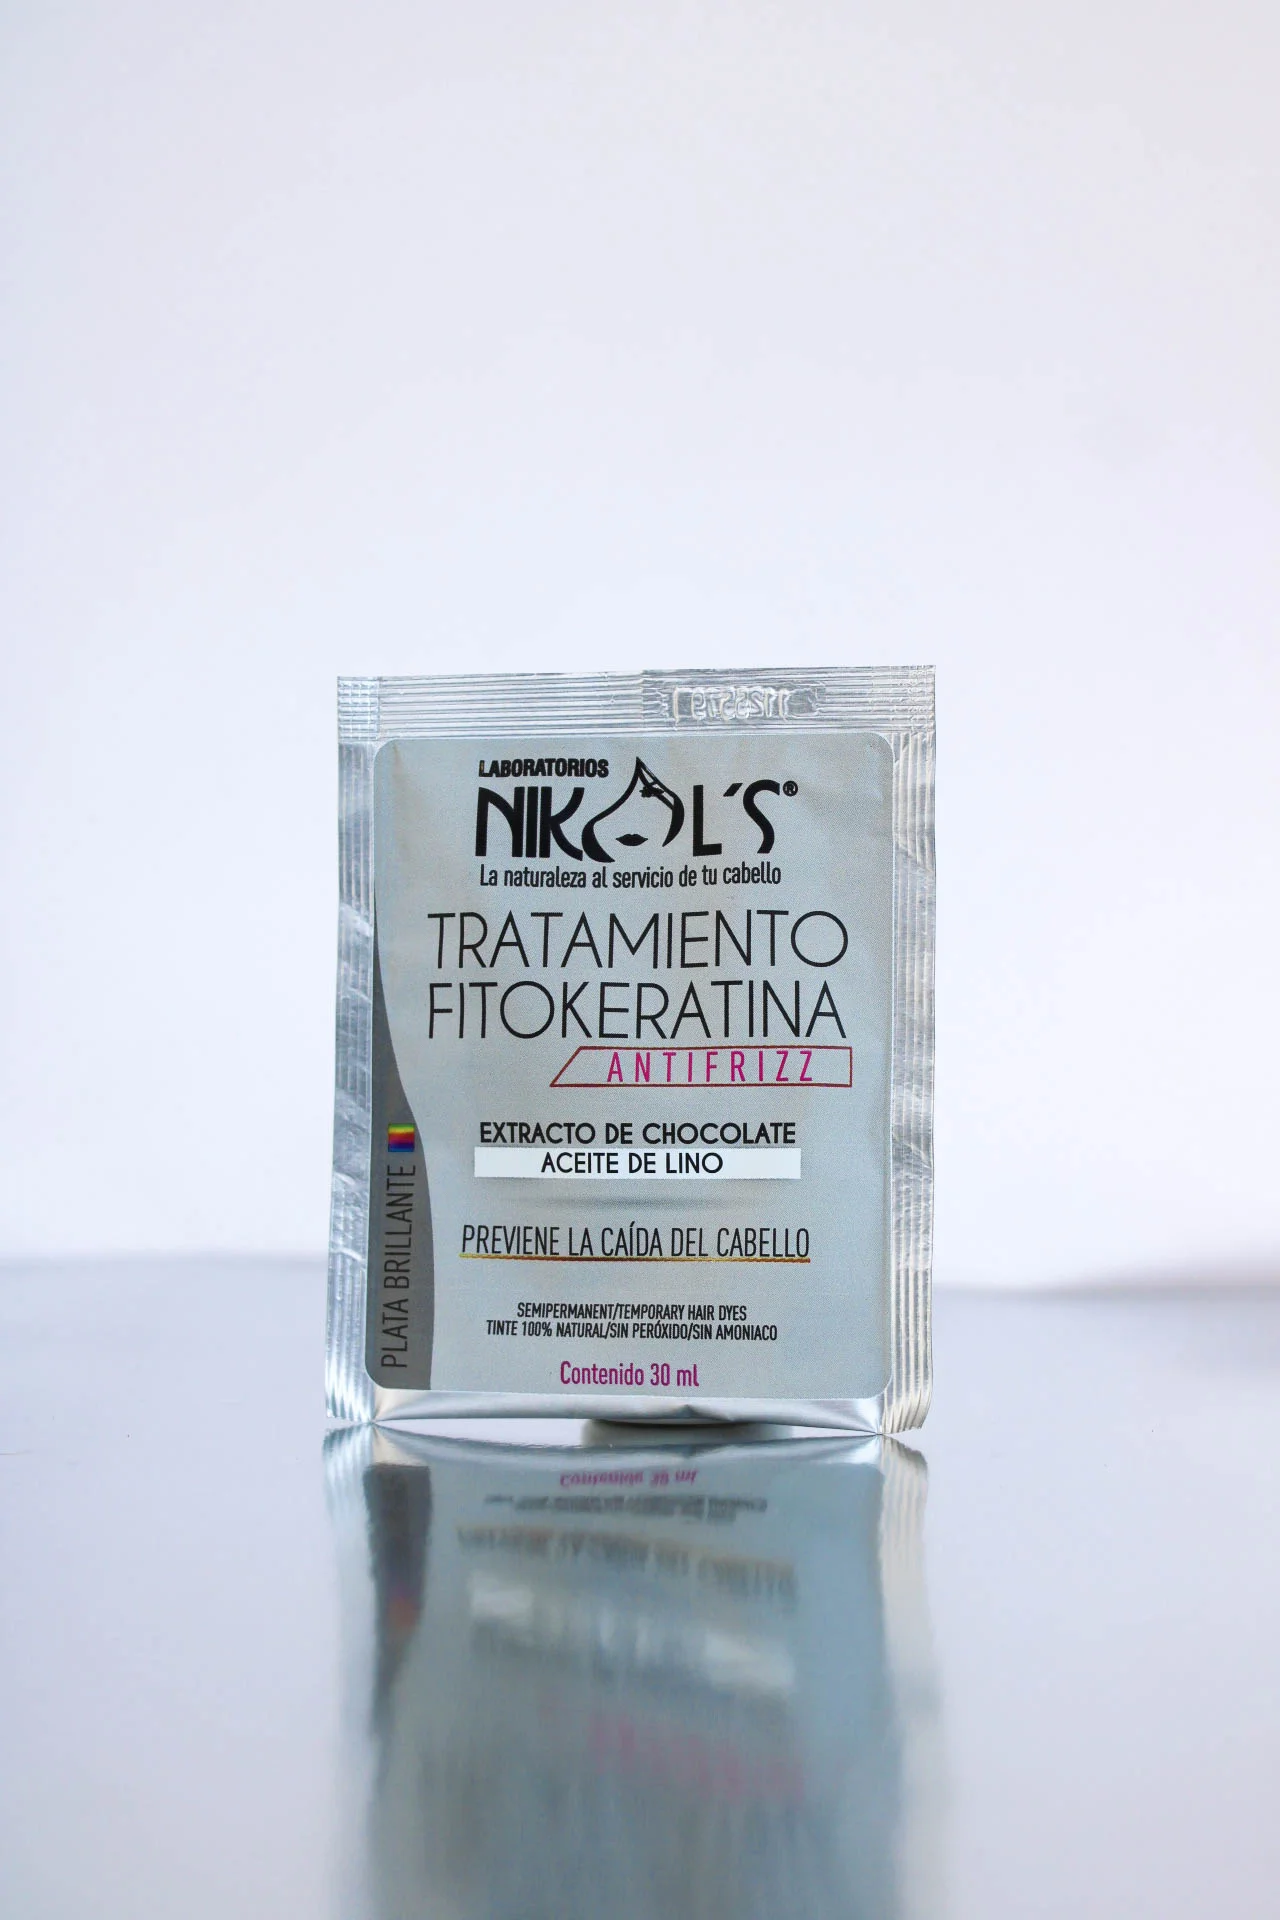 LABORATORIOS
NIKOL'S®
La naturaleza al servicio de tu cabello
TRATAMIENTO
FITOKERATINA
ANTIFRIZZ
EXTRACTO DE CHOCOLATE
ACEITE DE LINO
PREVIENE LA CAÍDA DEL CABELLO
SEMIPERMANENT/TEMPORARY HAIR DYES
TINTE 100% NATURAL/SIN PERÓXIDO/SIN AMONIACO
Contenido 30 ml
PLATA BRILLANTE